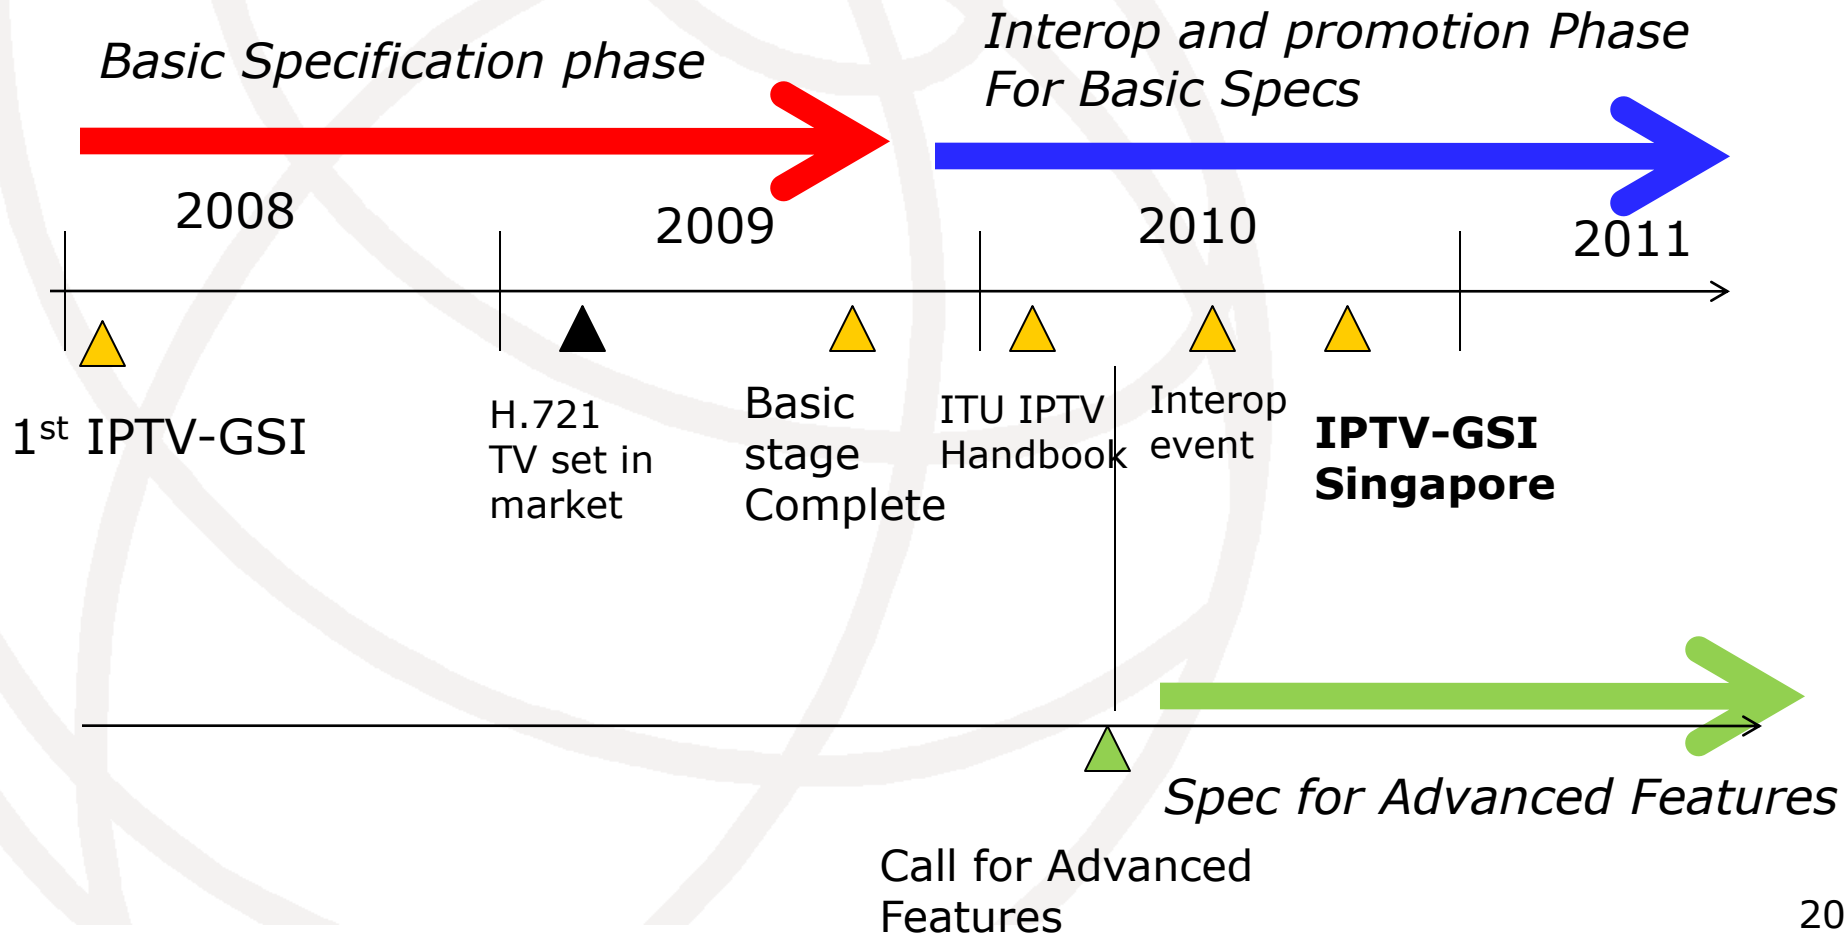 Basic Specification phase
Interop and promotion Phase
For Basic Specs
2008
2009
2010
2011
1st IPTV-GSI
H.721
TV set in
market
Basic
stage
Complete
ITU IPTV
Handbook
Interop
event
IPTV-GSI
Singapore
Spec for Advanced Features
Call for Advanced
Features
20